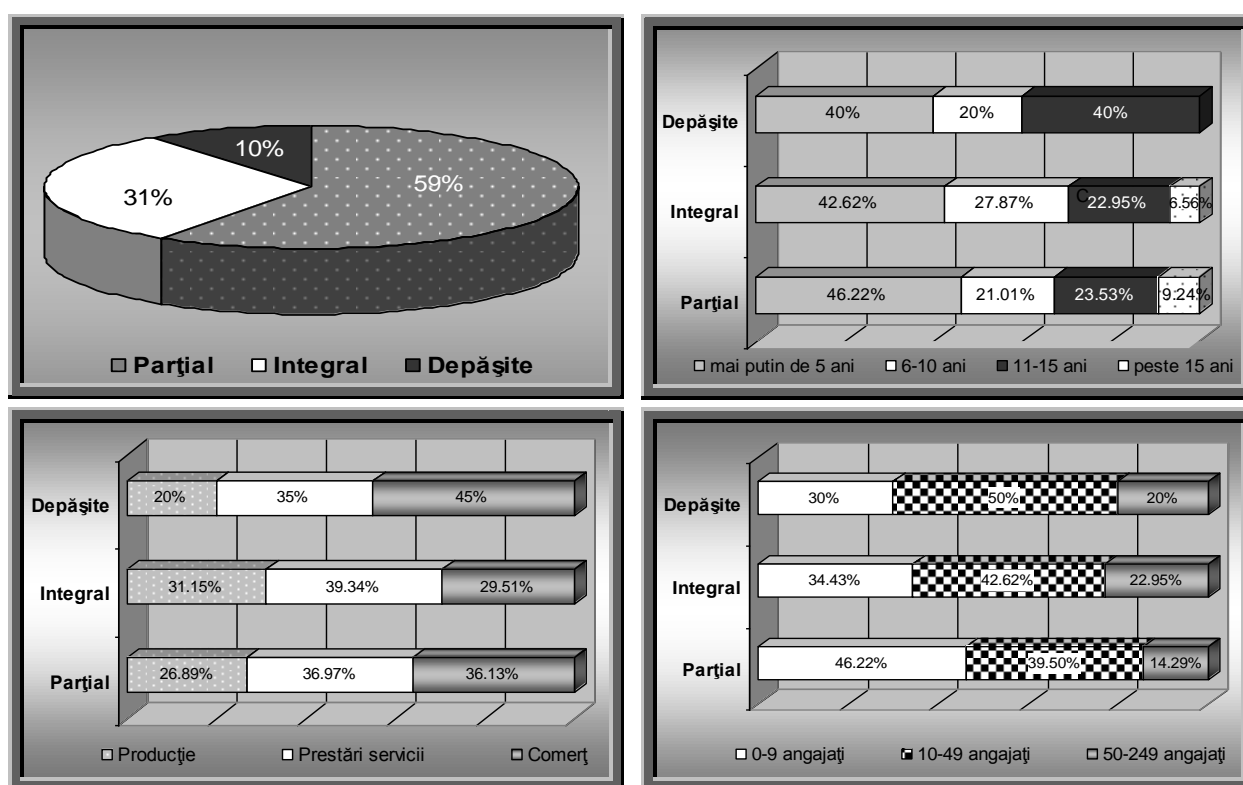 10%
59%
31%
Parţial Integral Depăşite
Depăşite 40% 20% 40%
Integral 42.62% 27.87% C 22.95% 6.56%
Parţial 46.22% 21.01% 23.53% 9.24%
mai putin de 5 ani 6-10 ani 11-15 ani peste 15 ani
Depăşite 20% 35% 45%
Integral 31.15% 39.34% 29.51%
Parţial 26.89% 36.97% 36.13%
Producţie Prestări servicii Comerţ
Depăşite 30% 50% 20%
Integral 34.43% 42.62% 22.95%
Parţial 46.22% 39.50% 14.29%
0-9 angajaţi 10-49 angajaţi 50-249 angajaţi